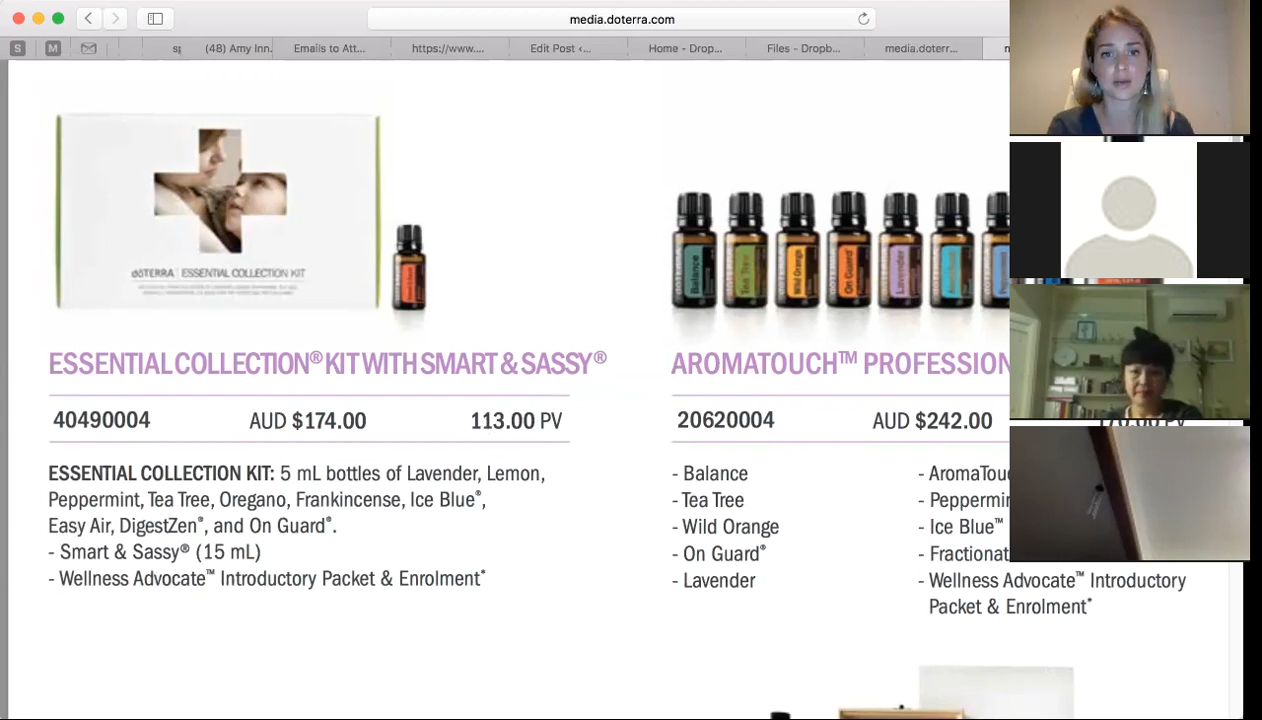 media.doterra.com
S
M
(48) Amy Inn.
Emails to Att...
https://www....
Edit Post ‹...
Home - Drop...
Files - Dropb...
media.doterr...
dōTERRA | ESSENTIAL COLLECTION KIT
Balance
Tea Tree
Wild Orange
On Guard
Lavender
ESSENTIAL COLLECTION® KIT WITH SMART & SASSY®
40490004 AUD $174.00 113.00 PV
ESSENTIAL COLLECTION KIT: 5 mL bottles of Lavender, Lemon,
Peppermint, Tea Tree, Oregano, Frankincense, Ice Blue®,
Easy Air, DigestZen®, and On Guard®.
- Smart & Sassy® (15 mL)
- Wellness Advocate™ Introductory Packet & Enrolment*
AROMATOUCH™ PROFESSION
20620004 AUD $242.00
- Balance
- Tea Tree
- Wild Orange
- On Guard®
- Lavender
- AromaTou
- Peppermin
- Ice Blue™
- Fractionat
- Wellness Advocate™ Introductory
Packet & Enrolment*